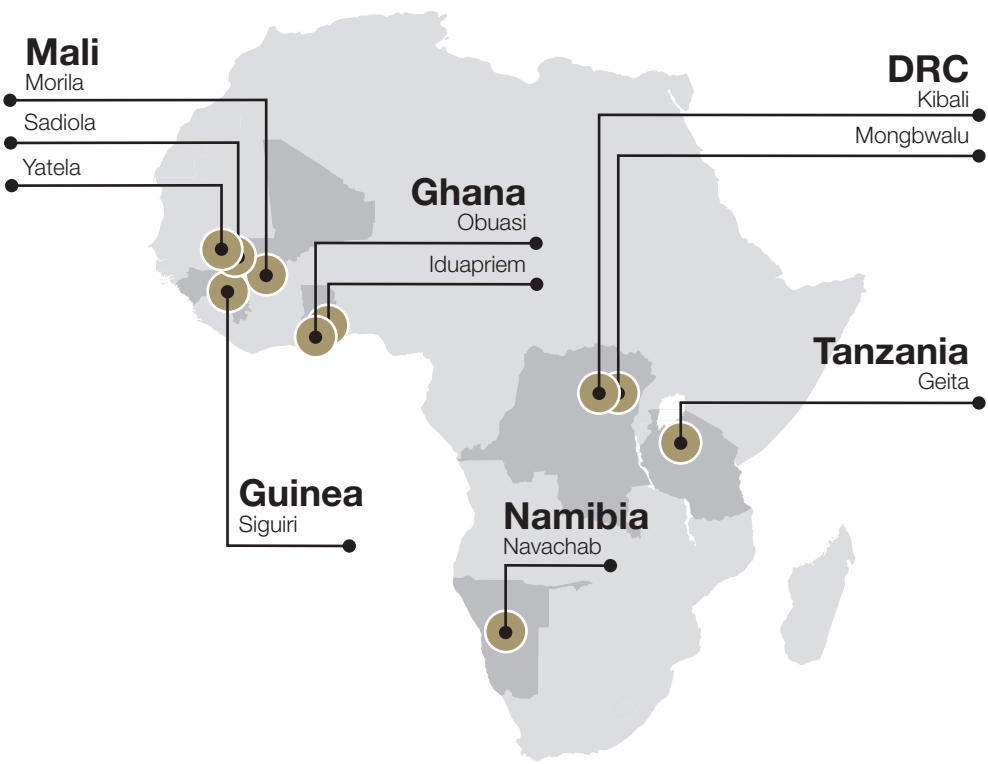 Mali
Morila
Sadiola
Yatela
DRC
Kibali
Mongbwalu
Ghana
Obuasi
Iduapriem
Tanzania
Geita
Guinea
Siguiri
Namibia
Navachab